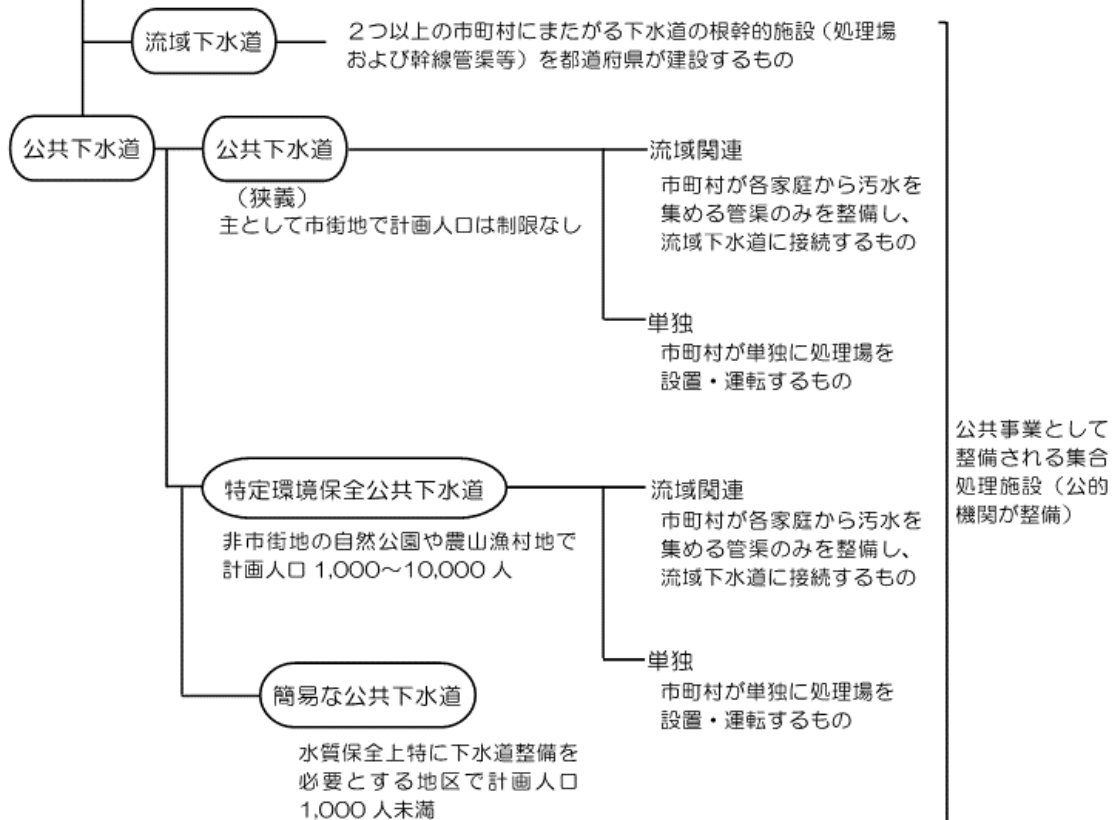 流域下水道
２つ以上の市町村にまたがる下水道の根幹的施設（処理場
および幹線管渠等）を都道府県が建設するもの
公共下水道
公共下水道
（狭義）
主として市街地で計画人口は制限なし
流域関連
市町村が各家庭から汚水を
集める管渠のみを整備し、
流域下水道に接続するもの
単独
市町村が単独に処理場を
設置・運転するもの
特定環境保全公共下水道
非市街地の自然公園や農山漁村地で
計画人口 1,000～10,000 人
流域関連
市町村が各家庭から汚水を
集める管渠のみを整備し、
流域下水道に接続するもの
単独
市町村が単独に処理場を
設置・運転するもの
簡易な公共下水道
水質保全上特に下水道整備を
必要とする地区で計画人口
1,000 人未満
公共事業として
整備される集合
処理施設（公的
機関が整備）